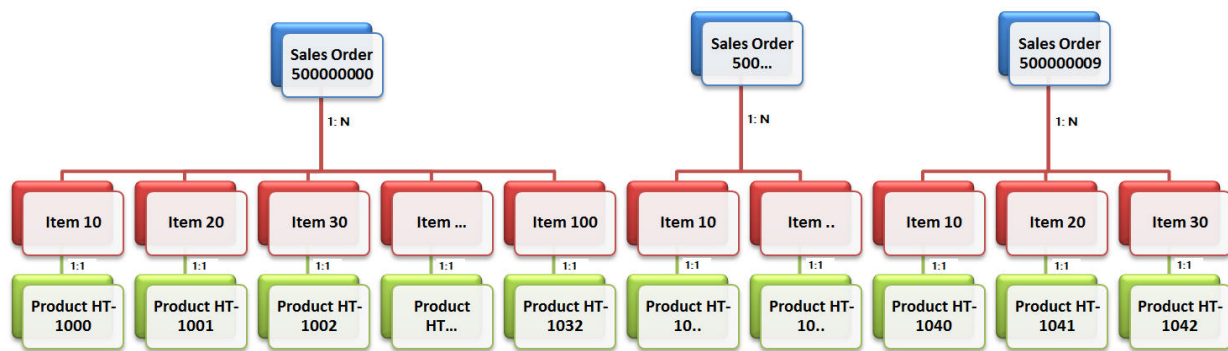 Sales Order
500000000
Sales Order
500...
Sales Order
500000009
1: N
1: N
1: N
Item 10
Item 20
Item 30
Item ...
Item 100
Item 10
Item ..
Item 10
Item 20
Item 30
1:1
1:1
1:1
1:1
1:1
1:1
1:1
1:1
1:1
1:1
Product HT-
1000
Product HT-
1001
Product HT-
1002
Product
HT...
Product HT-
1032
Product HT-
10..
Product HT-
10..
Product HT-
1040
Product HT-
1041
Product HT-
1042